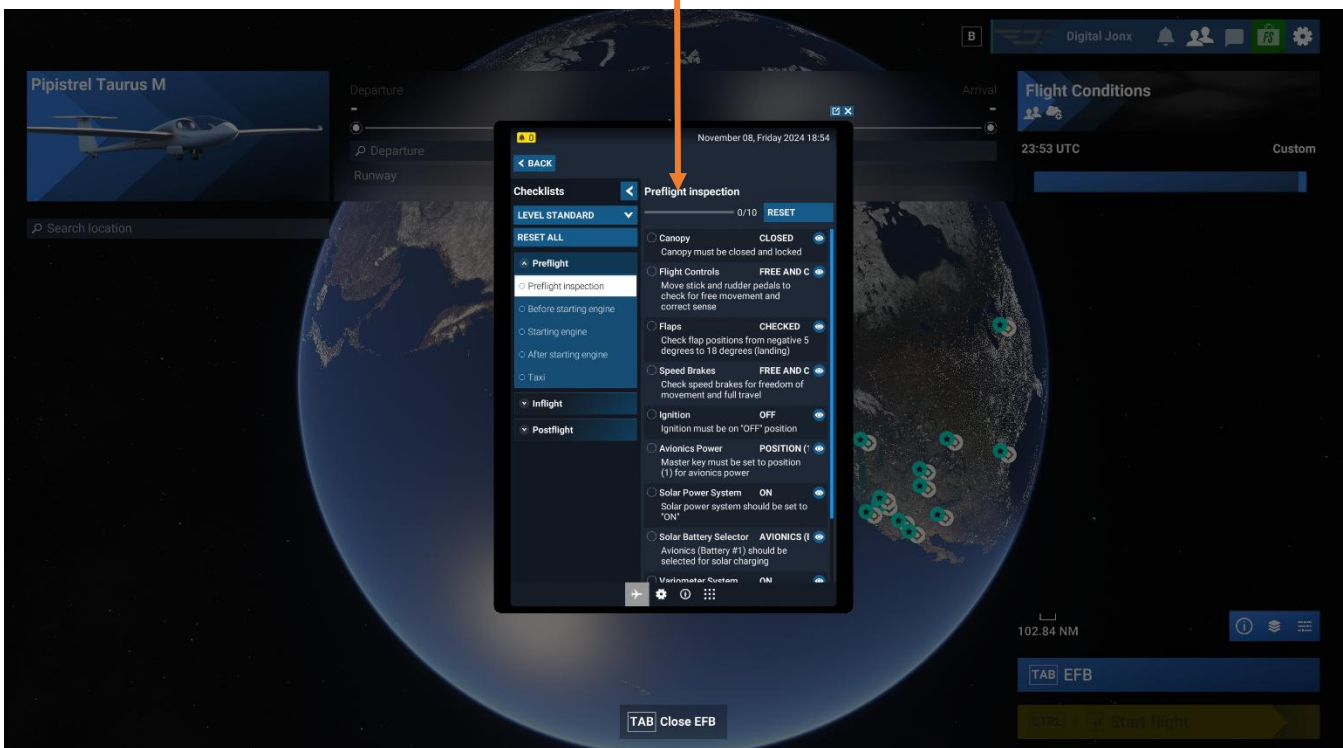 B
Digital Jonx
FS
Pipistrel Taurus M
Departure
-
Arrival
-
Departure
Runway
Search location
Flight Conditions
23:53 UTC
Custom
0
November 08, Friday 2024 18:54
BACK
Checklists
LEVEL STANDARD
RESET ALL
Preflight
Preflight inspection
Before starting engine
Starting engine
After starting engine
Taxi
Inflight
Postflight
Preflight inspection
0/10 RESET
Canopy CLOSED
Canopy must be closed and locked
Flight Controls FREE AND C
Move stick and rudder pedals to
check for free movement and
correct sense
Flaps CHECKED
Check flap positions from negative 5
degrees to 18 degrees (landing)
Speed Brakes FREE AND C
Check speed brakes for freedom of
movement and full travel
Ignition OFF
Ignition must be on "OFF" position
Avionics Power POSITION (1
Master key must be set to position
(1) for avionics power
Solar Power System ON
Solar power system should be set to
"ON"
Solar Battery Selector AVIONICS (
Avionics (Battery #1) should be
selected for solar charging
Variometer System ON
102.84 NM
TAB EFB
CTRL Start flight
TAB Close EFB